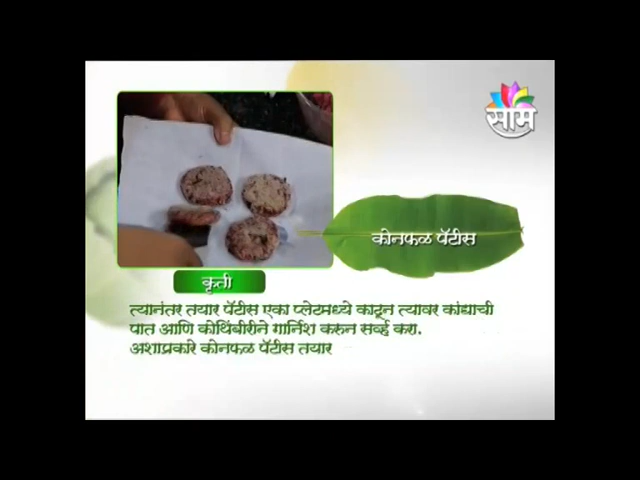 साम
कोनफळ पॅटीस
कृती
त्यानंतर तयार पॅटीस एका प्लेटमध्ये काढून त्यावर कांद्याची
पात आणि कोथिंबीरीने गार्निश करुन सर्व्ह करा.
अशाप्रकारे कोनफळ पॅटीस तयार